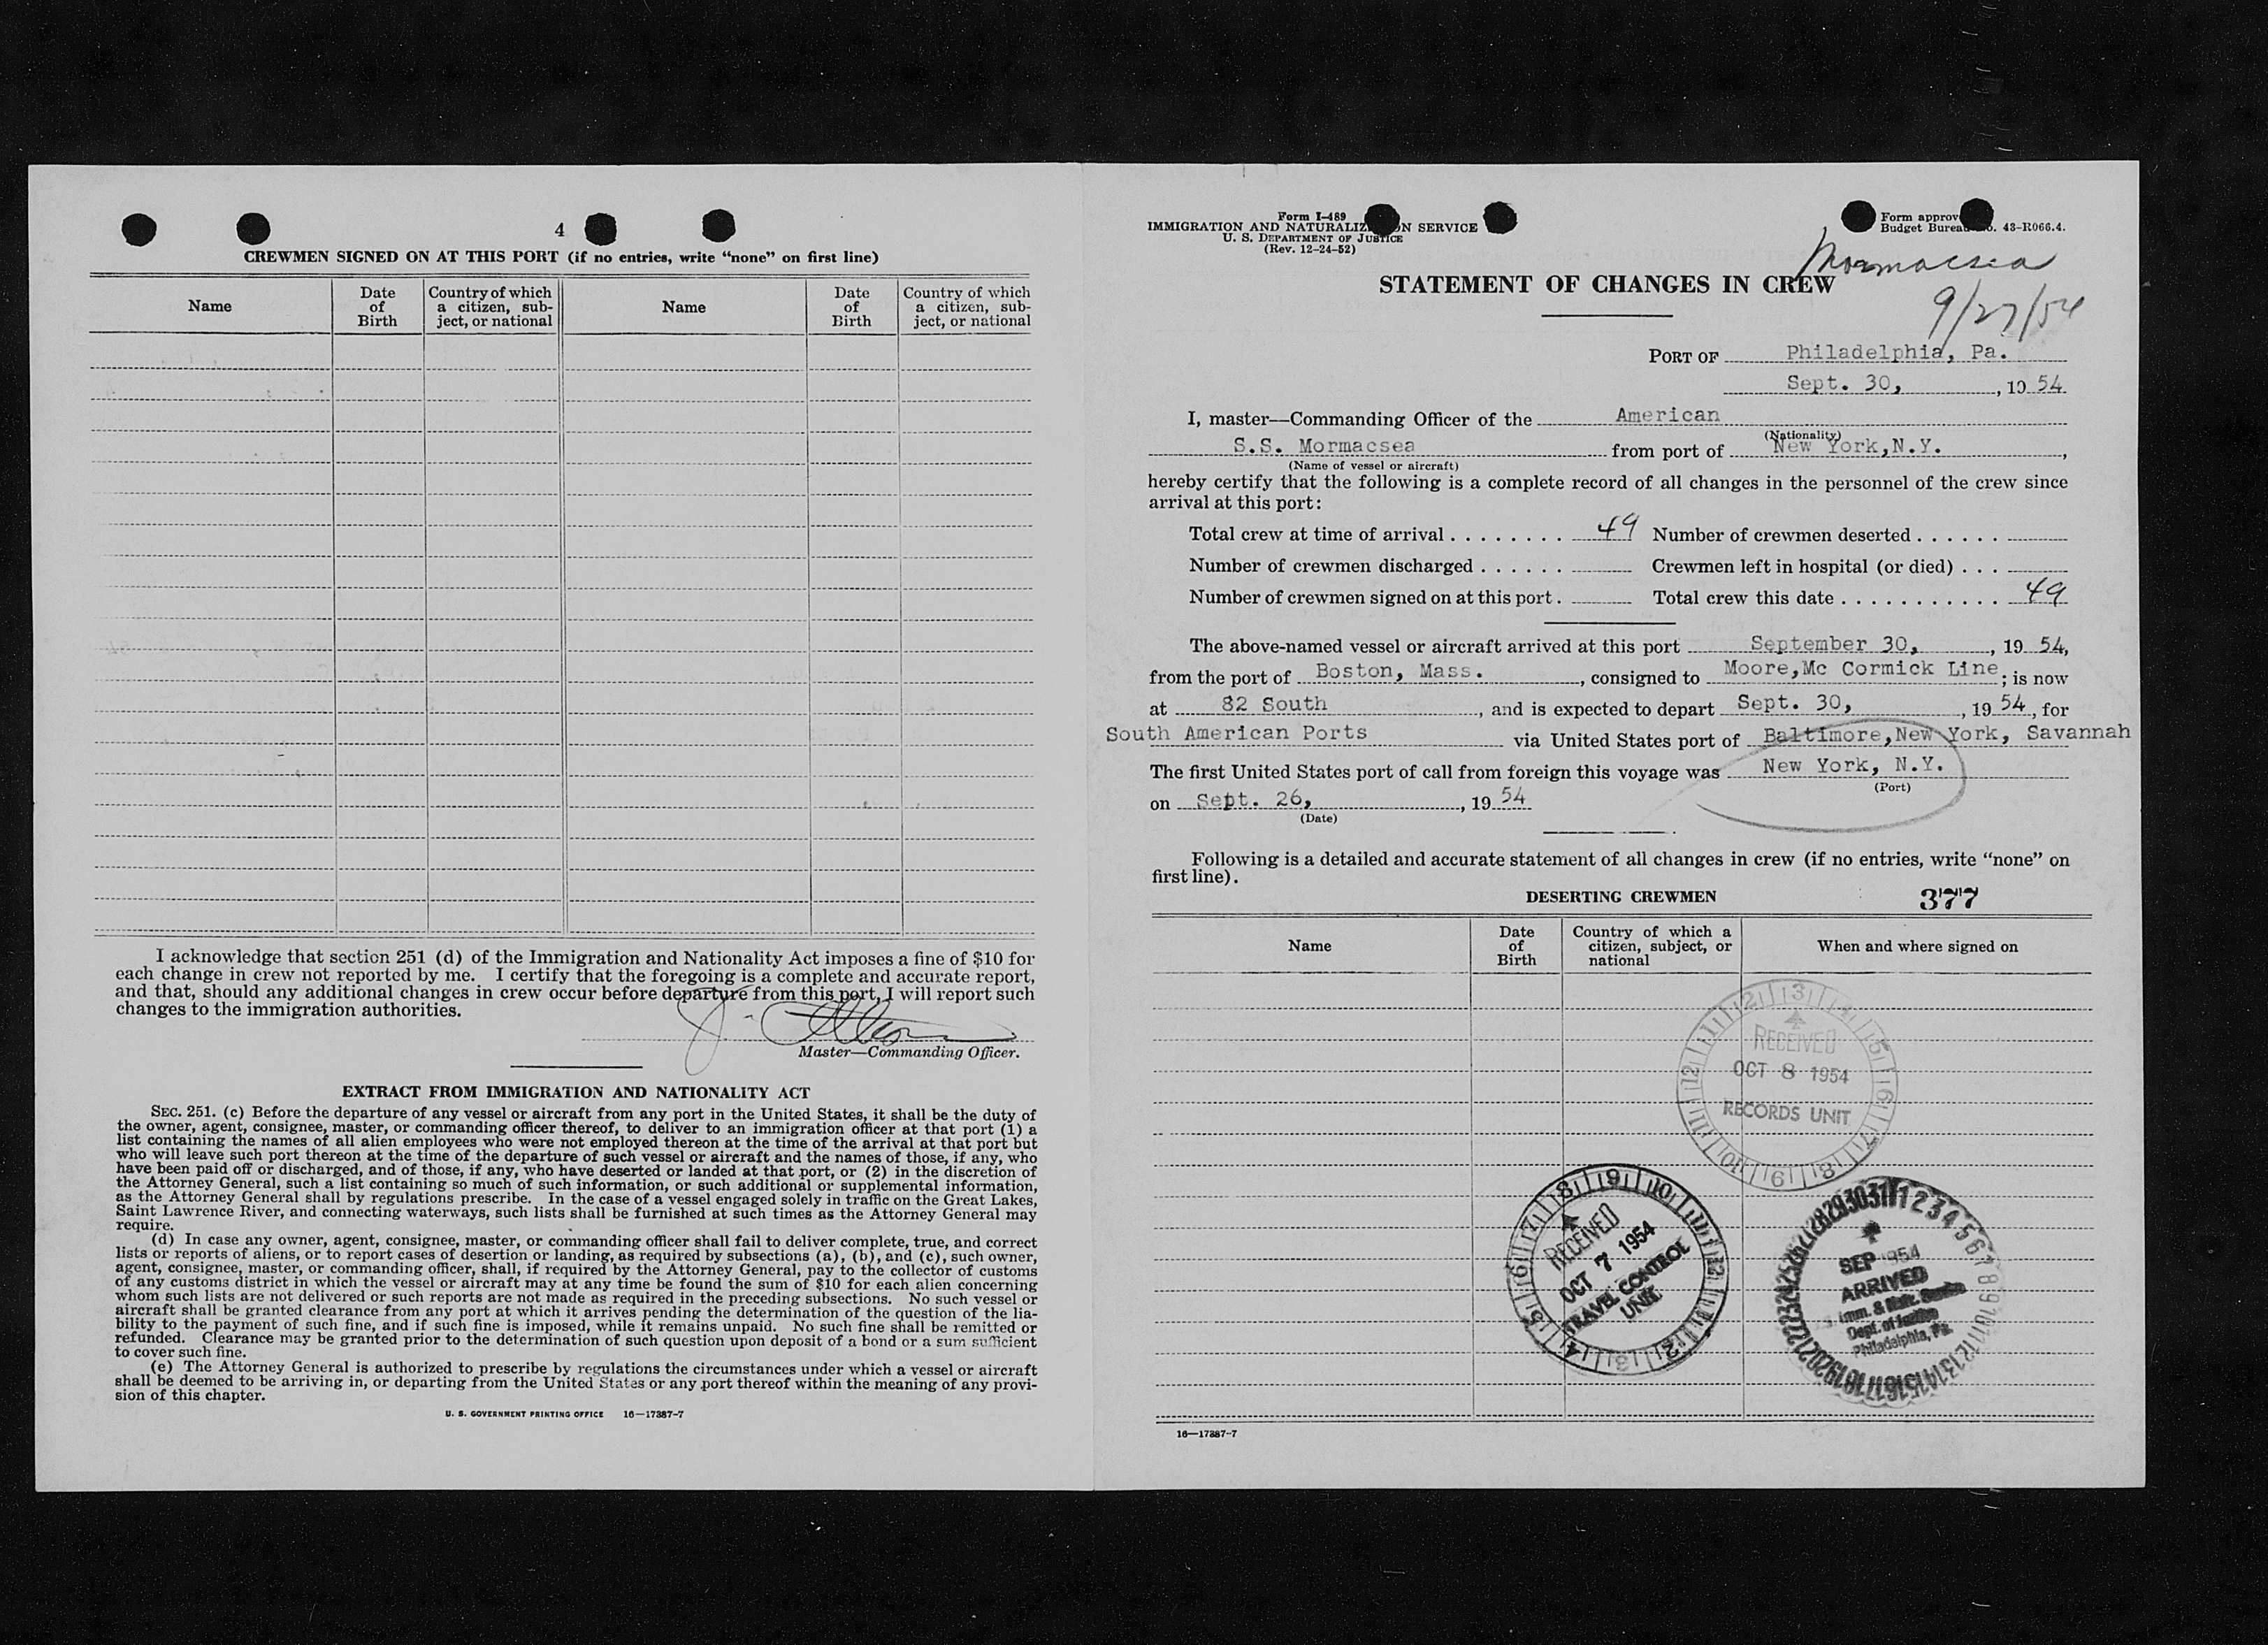 4
CREWMEN SIGNED ON AT THIS PORT (if no entries, write “none” on first line)
Name
Date of Birth
Country of which a citizen, sub-ject, or national
Name
Date of Birth
Country of which a citizen, sub-ject, or national
I acknowledge that section 251 (d) of the Immigration and Nationality Act imposes a fine of $10 for
each change in crew not reported by me. I certify that the foregoing is a complete and accurate report,
and that, should any additional changes in crew occur before departure from this port, I will report such
changes to the immigration authorities.
Master—Commanding Officer.
EXTRACT FROM IMMIGRATION AND NATIONALITY ACT
SEC. 251. (c) Before the departure of any vessel or aircraft from any port in the United States, it shall be the duty of
the owner, agent, consignee, master, or commanding officer thereof, to deliver to an immigration officer at that port (1) a
list containing the names of all alien employees who were not employed thereon at the time of the arrival at that port but
who will leave such port thereon at the time of the departure of such vessel or aircraft and the names of those, if any, who
have been paid off or discharged, and of those, if any, who have deserted or landed at that port, or (2) in the discretion of
the Attorney General, such a list containing so much of such information, or such additional or supplemental information,
as the Attorney General shall by regulations prescribe. In the case of a vessel engaged solely in traffic on the Great Lakes,
Saint Lawrence River, and connecting waterways, such lists shall be furnished at such times as the Attorney General may
require.
(d) In case any owner, agent, consignee, master, or commanding officer shall fail to deliver complete, true, and correct
lists or reports of aliens, or to report cases of desertion or landing, as required by subsections (a), (b), and (c), such owner,
agent, consignee, master, or commanding officer, shall, if required by the Attorney General, pay to the collector of customs
of any customs district in which the vessel or aircraft may at any time be found the sum of $10 for each alien concerning
whom such lists are not delivered or such reports are not made as required in the preceding subsections. No such vessel or
aircraft shall be granted clearance from any port at which it arrives pending the determination of the question of the lia-
bility to the payment of such fine, and if such fine is imposed, while it remains unpaid. No such fine shall be remitted or
refunded. Clearance may be granted prior to the determination of such question upon deposit of a bond or a sum sufficient
to cover such fine.
(e) The Attorney General is authorized to prescribe by regulations the circumstances under which a vessel or aircraft
shall be deemed to be arriving in, or departing from the United States or any port thereof within the meaning of any provi-
sion of this chapter.
U. S. GOVERNMENT PRINTING OFFICE 16—17387-7
Form I-489
IMMIGRATION AND NATURALIZ ON SERVICE
U. S. DEPARTMENT OF JUSTICE
(Rev. 12-24-52)
Form approv
Budget Burea o. 43-R066.4.
Mormacsea
STATEMENT OF CHANGES IN CREW
9/27/54
PORT OF Philadelphia, Pa.
Sept. 30, , 19 54
I, master—Commanding Officer of the American
(Nationality)
S.S. Mormacsea from port of New York,N.Y. ,
(Name of vessel or aircraft)
hereby certify that the following is a complete record of all changes in the personnel of the crew since
arrival at this port:
Total crew at time of arrival . . . . . . . . 49 Number of crewmen deserted . . . . . .
Number of crewmen discharged . . . . . . Crewmen left in hospital (or died) . . .
Number of crewmen signed on at this port . Total crew this date . . . . . . . . . . . 49
The above-named vessel or aircraft arrived at this port September 30, , 19 54,
from the port of Boston, Mass. , consigned to Moore,Mc Cormick Line ; is now
at 82 South , and is expected to depart Sept. 30, , 19 54 , for
South American Ports via United States port of Baltimore,New York, Savannah
The first United States port of call from foreign this voyage was New York, N.Y.
(Port)
on Sept. 26, , 19 54
(Date)
Following is a detailed and accurate statement of all changes in crew (if no entries, write “none” on
first line).
DESERTING CREWMEN 377
Name
Date of Birth
Country of which a citizen, subject, or national
When and where signed on
RECEIVED
OCT 8 1954
RECORDS UNIT
RECEIVED
OCT 7 1954
TRAVEL CONTROL
UNIT
SEP 1954
ARRIVED
Imm. & Natz. Service
Dept. of Justice
Philadelphia, Pa.
16—17387-7